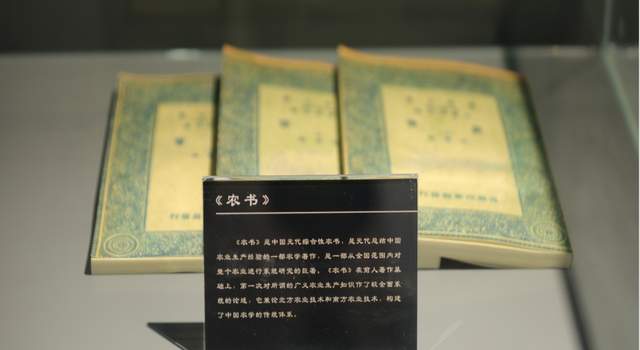 《农书》
《农书》是中国元代综合性农书，是元代总结中国
农业生产经验的一部农学著作，是一部从全国范围内对
整个农业进行系统研究的巨著。《农书》在前人著作基
础上，第一次对所谓的广义农业生产知识作了较全面系
统的论述，它兼论北方农业技术和南方农业技术，构建
了中国农学的传统体系。